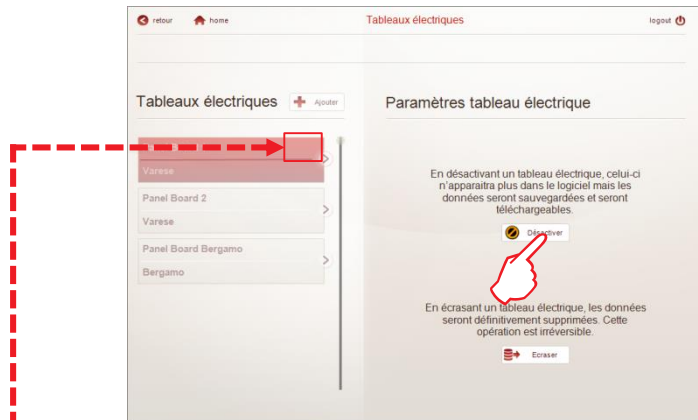 retour
home
Tableaux électriques
logout
Tableaux électriques
Ajouter
Paramètres tableau électrique
Varese
Panel Board 2
Varese
Panel Board Bergamo
Bergamo
En désactivant un tableau électrique, celui-ci
n'apparaitra plus dans le logiciel mais les
données seront sauvegardées et seront
téléchargeables.
Désactiver
En écrasant un tableau électrique, les données
seront définitivement supprimées. Cette
opération est irréversible.
Ecraser